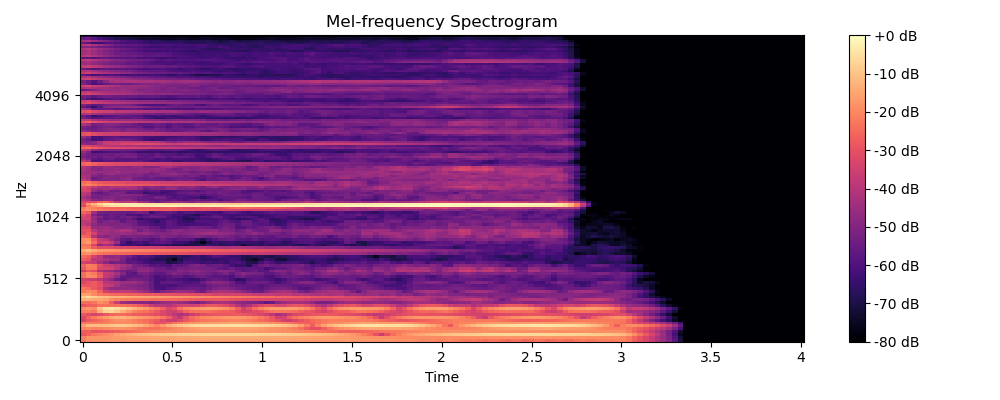 Mel-frequency Spectrogram
+0 dB
-10 dB
-20 dB
-30 dB
-40 dB
-50 dB
-60 dB
-70 dB
-80 dB
Hz
4096
2048
1024
512
0
0 0.5 1 1.5 2 2.5 3 3.5 4
Time